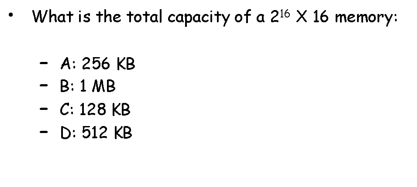 • What is the total capacity of a 2¹⁶ X 16 memory:
– A: 256 KB
– B: 1 MB
– C: 128 KB
– D: 512 KB